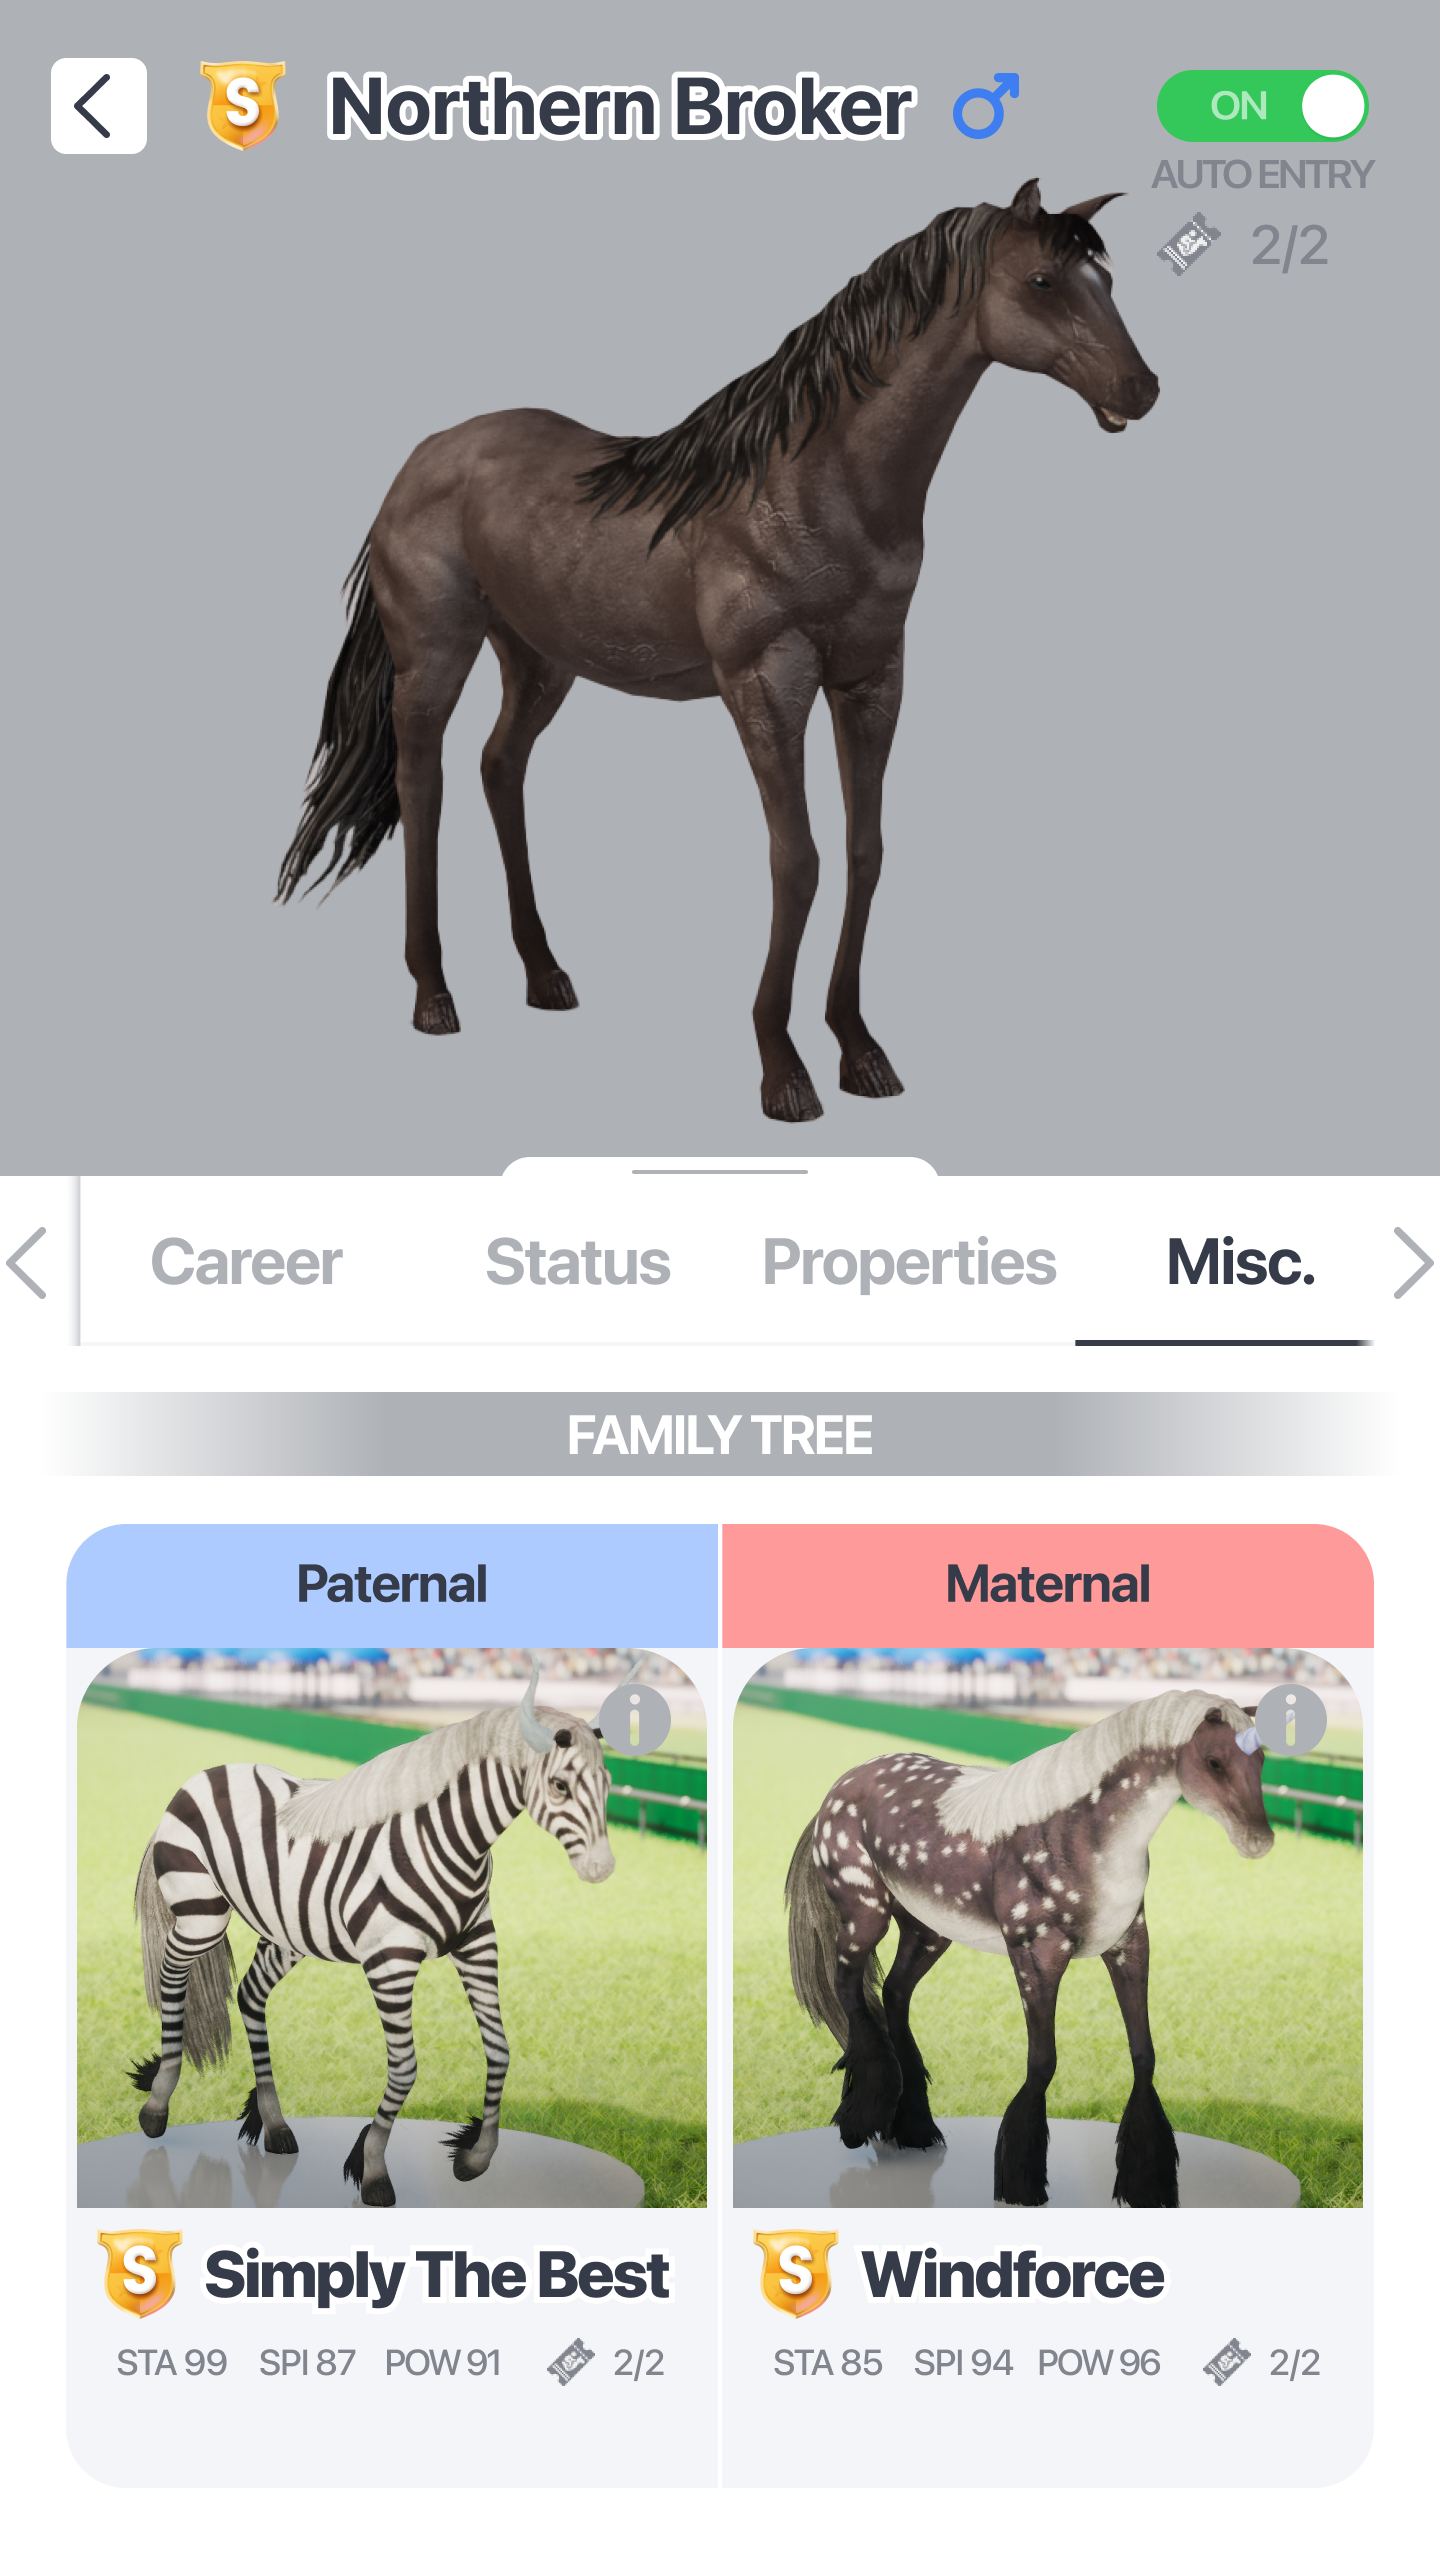 S Northern Broker
ON
AUTO ENTRY
2/2
Career Status Properties Misc.
FAMILY TREE
Paternal Maternal
S Simply The Best
STA 99 SPI 87 POW 91 2/2
S Windforce
STA 85 SPI 94 POW 96 2/2